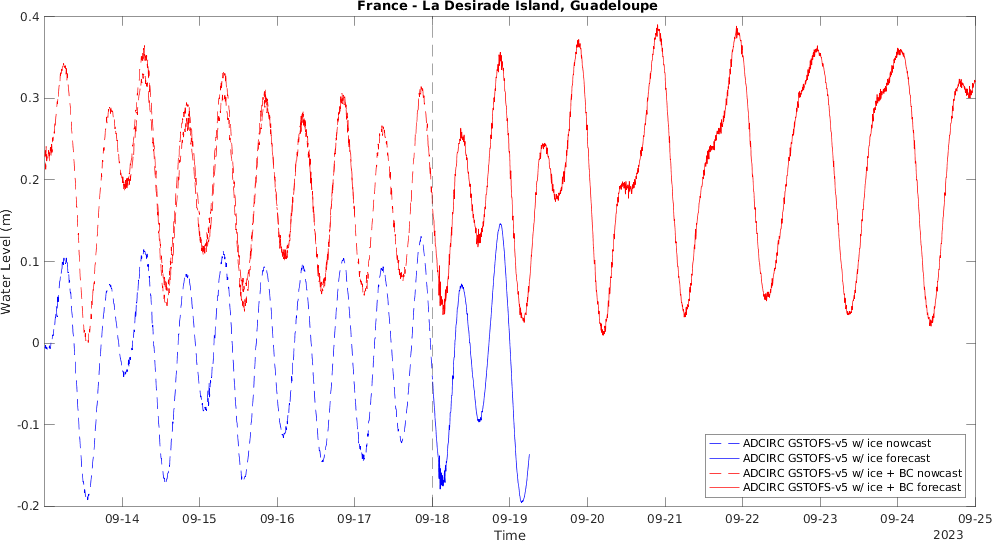 France - La Desirade Island, Guadeloupe
0.4
0.3
0.2
0.1
0
-0.1
-0.2
Water Level (m)
ADCIRC GSTOFS-v5 w/ ice nowcast
ADCIRC GSTOFS-v5 w/ ice forecast
ADCIRC GSTOFS-v5 w/ ice + BC nowcast
ADCIRC GSTOFS-v5 w/ ice + BC forecast
09-14 09-15 09-16 09-17 09-18 09-19 09-20 09-21 09-22 09-23 09-24 09-25
Time
2023